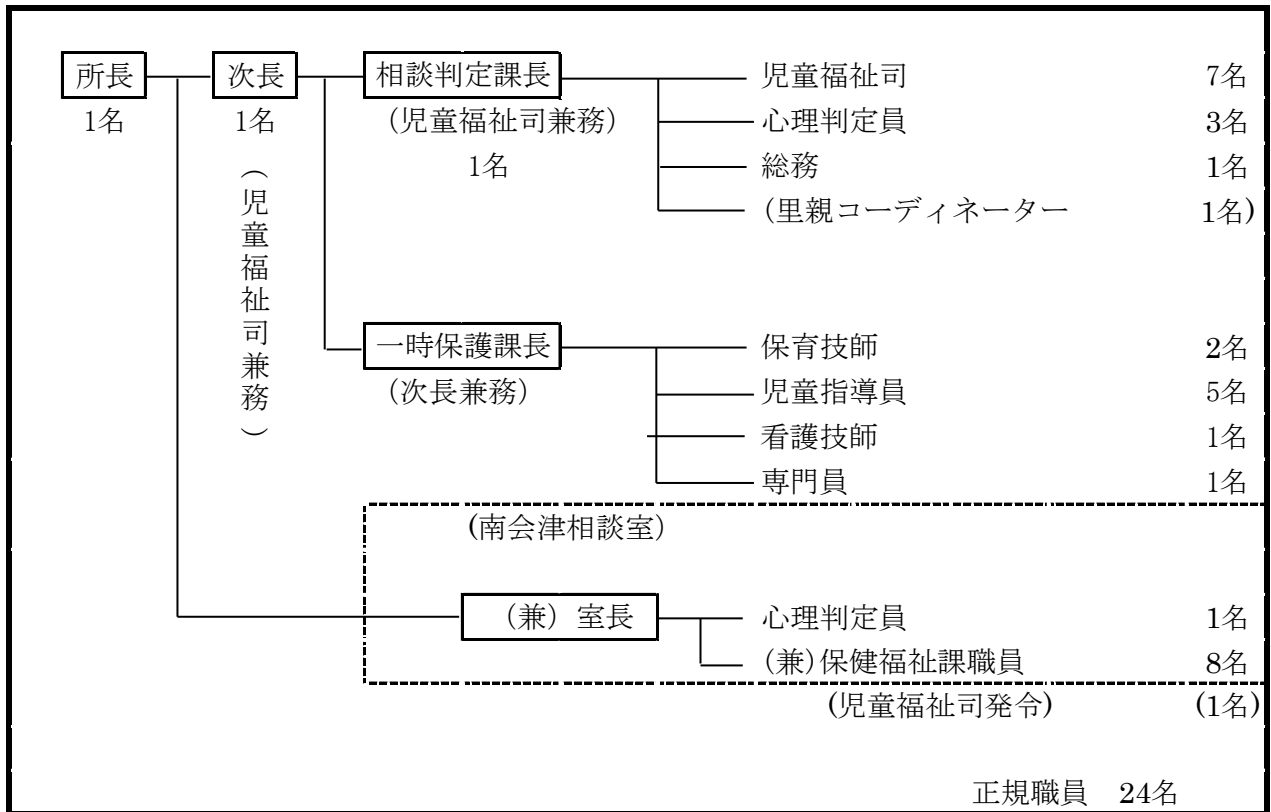 所長 次長 相談判定課長 児童福祉司 7名
1名 1名 (児童福祉司兼務) 心理判定員 3名
1名 総務 1名
(里親コーディネーター 1名)
(児童福祉司兼務)
一時保護課長 保育技師 2名
(次長兼務) 児童指導員 5名
看護技師 1名
専門員 1名
(南会津相談室)
(兼)室長 心理判定員 1名
(兼)保健福祉課職員 8名
(児童福祉司発令) (1名)
正規職員 24名